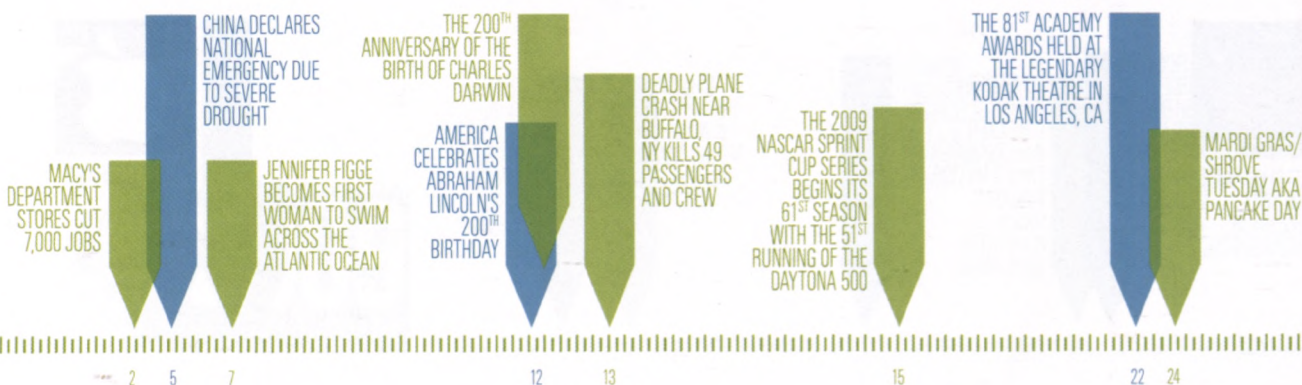 CHINA DECLARES
NATIONAL
EMERGENCY DUE
TO SEVERE
DROUGHT
MACY'S
DEPARTMENT
STORES CUT
7,000 JOBS
JENNIFER FIGGE
BECOMES FIRST
WOMAN TO SWIM
ACROSS THE
ATLANTIC OCEAN
THE 200TH
ANNIVERSARY OF THE
BIRTH OF CHARLES
DARWIN
AMERICA
CELEBRATES
ABRAHAM
LINCOLN'S
200TH
BIRTHDAY
DEADLY PLANE
CRASH NEAR
BUFFALO,
NY KILLS 49
PASSENGERS
AND CREW
THE 2009
NASCAR SPRINT
CUP SERIES
BEGINS ITS
61ST SEASON
WITH THE 51ST
RUNNING OF THE
DAYTONA 500
THE 81ST ACADEMY
AWARDS HELD AT
THE LEGENDARY
KODAK THEATRE IN
LOS ANGELES, CA
MARDI GRAS/
SHROVE
TUESDAY AKA
PANCAKE DAY
2 5 7 12 13 15 22 24